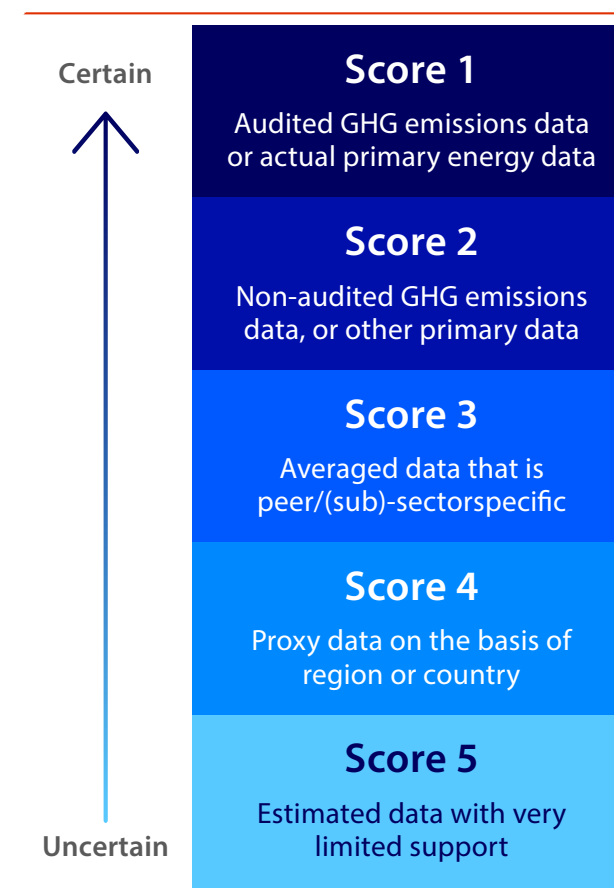 Certain
Score 1
Audited GHG emissions data
or actual primary energy data
Score 2
Non-audited GHG emissions
data, or other primary data
Score 3
Averaged data that is
peer/(sub)-sectorspecific
Score 4
Proxy data on the basis of
region or country
Score 5
Estimated data with very
limited support
Uncertain